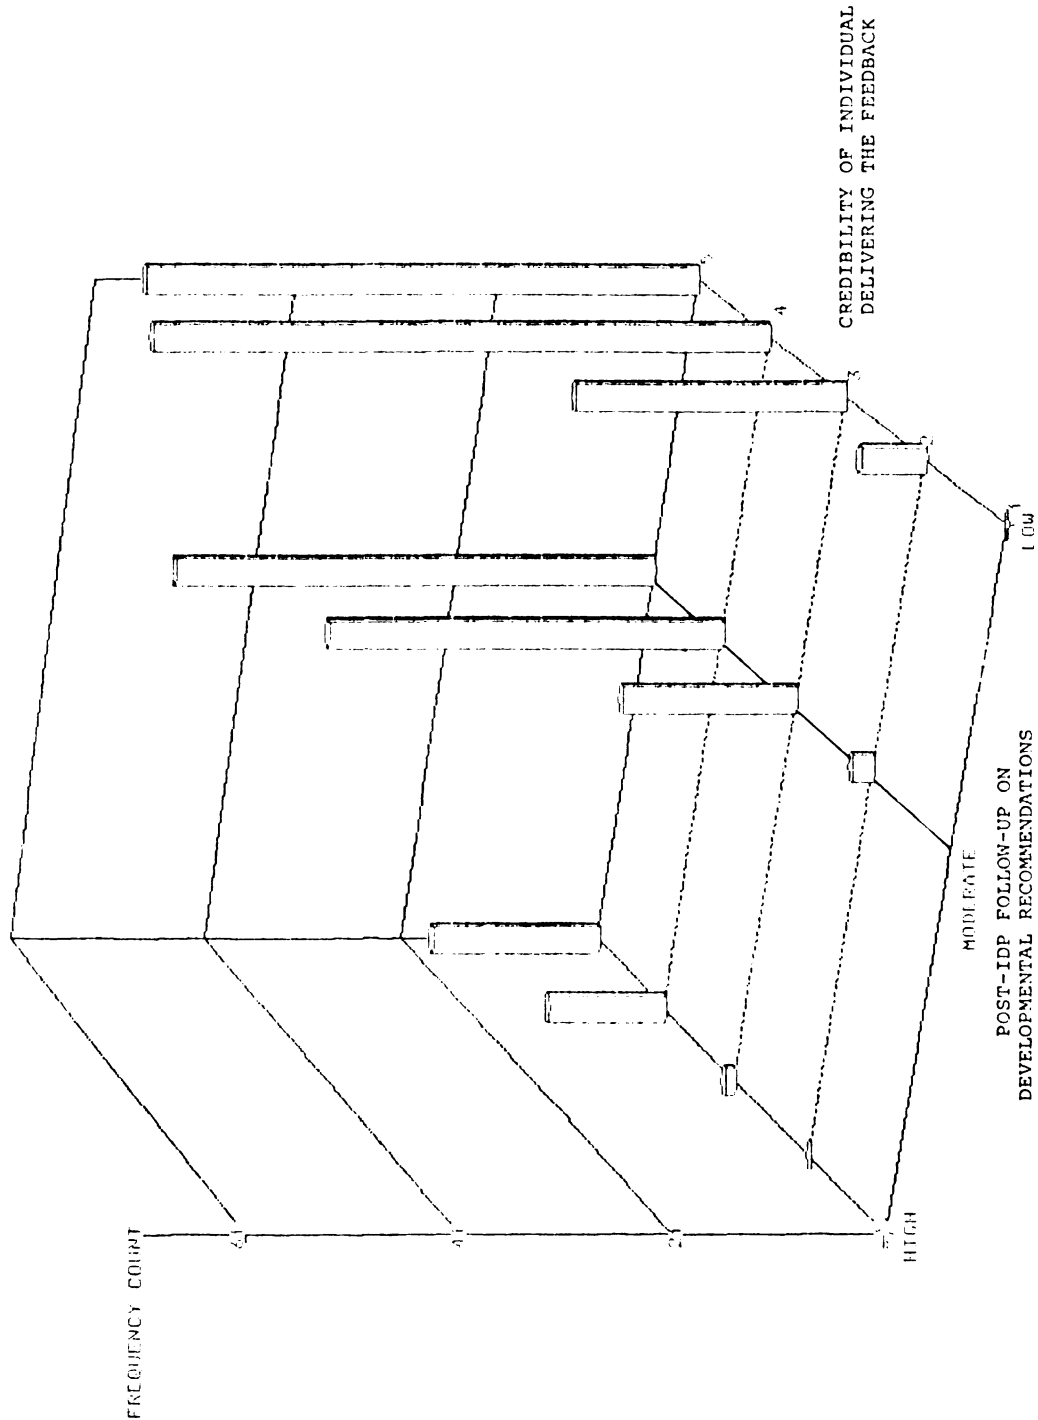 FREQUENCY COUNT
HIGH
MODERATE
LOW
1
3
4
CREDIBILITY OF INDIVIDUAL
DELIVERING THE FEEDBACK
POST-IDP FOLLOW-UP ON
DEVELOPMENTAL RECOMMENDATIONS